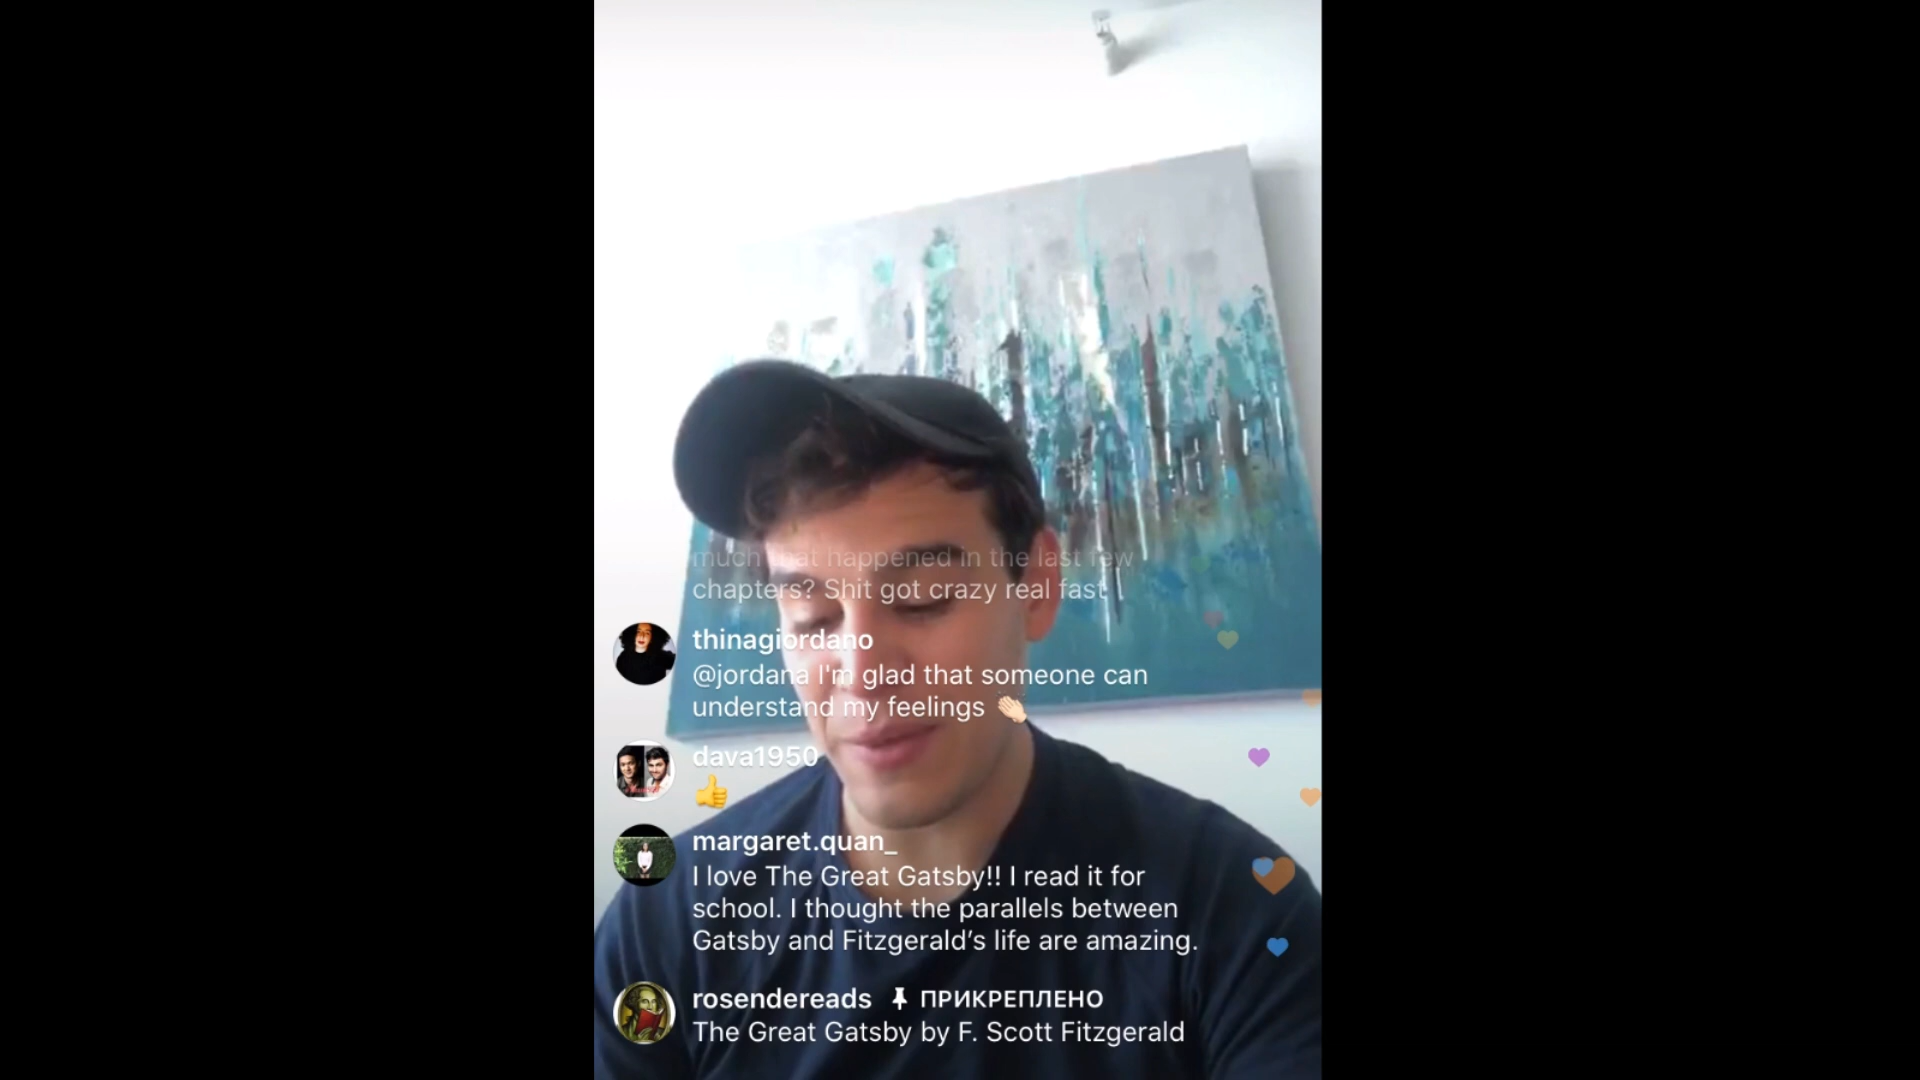 much that happened in the last few
chapters? Shit got crazy real fast
thinagiordano
@jordana I'm glad that someone can
understand my feelings 👏🏻
dava1950
👍
margaret.quan_
I love The Great Gatsby!! I read it for
school. I thought the parallels between
Gatsby and Fitzgerald’s life are amazing.
rosendereads 📌 ПРИКРЕПЛЕНО
The Great Gatsby by F. Scott Fitzgerald